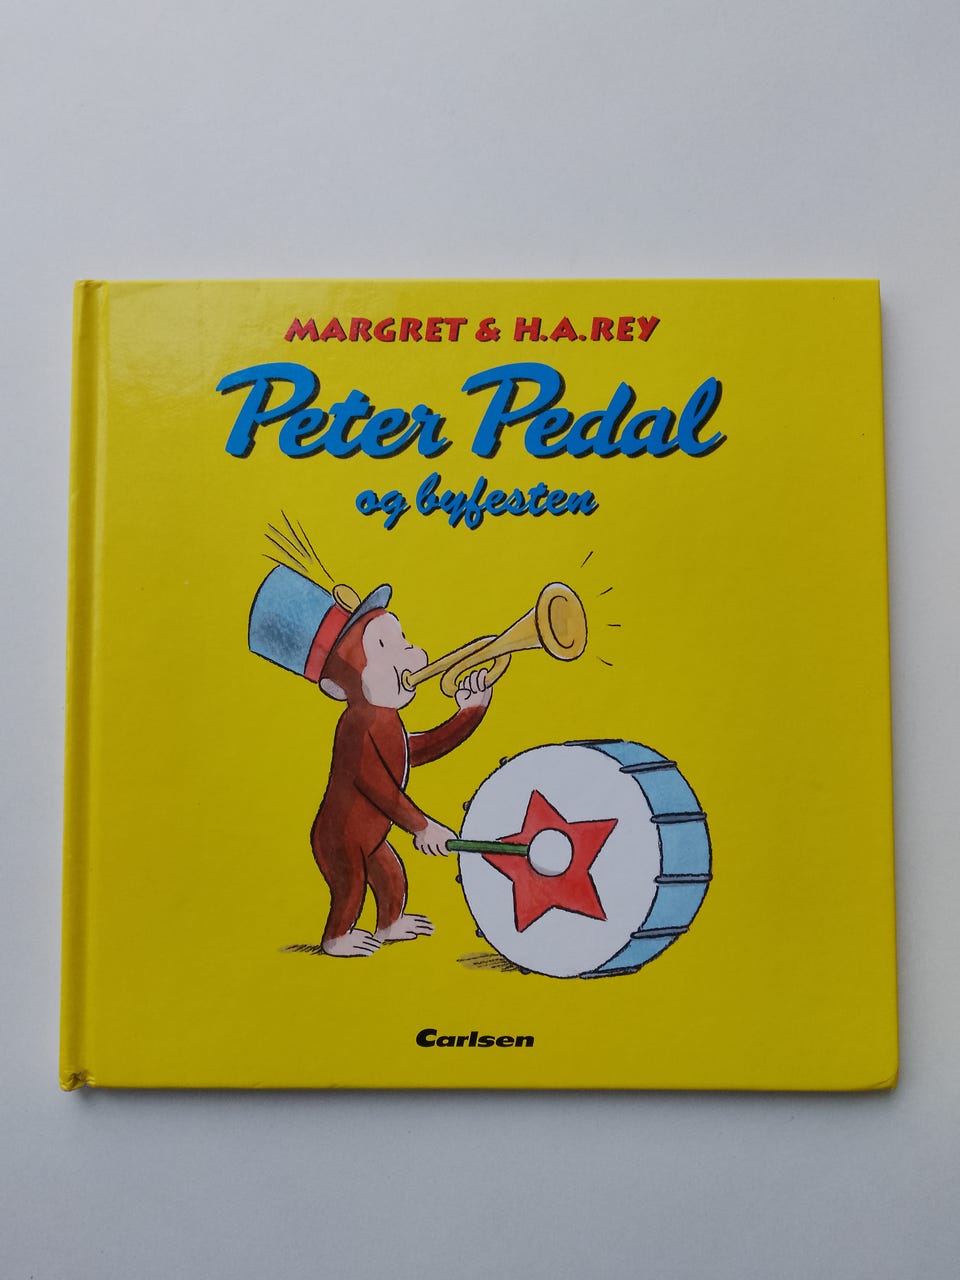 MARGRET & H.A.REY
Peter Pedal
og byfesten
Carlsen